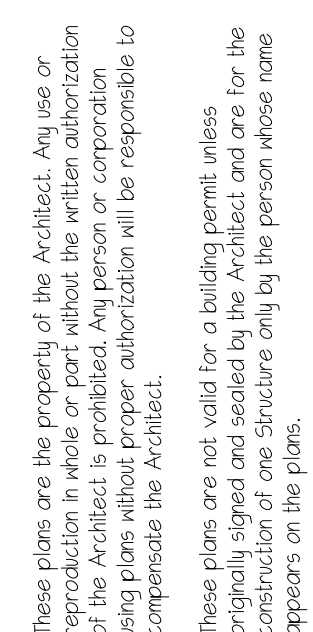 These plans are the property of the Architect. Any use or
reproduction in whole or part without the written authorization
of the Architect is prohibited. Any person or corporation
using plans without proper authorization will be responsible to
compensate the Architect.
These plans are not valid for a building permit unless
originally signed and sealed by the Architect and are for the
construction of one Structure only by the person whose name
appears on the plans.